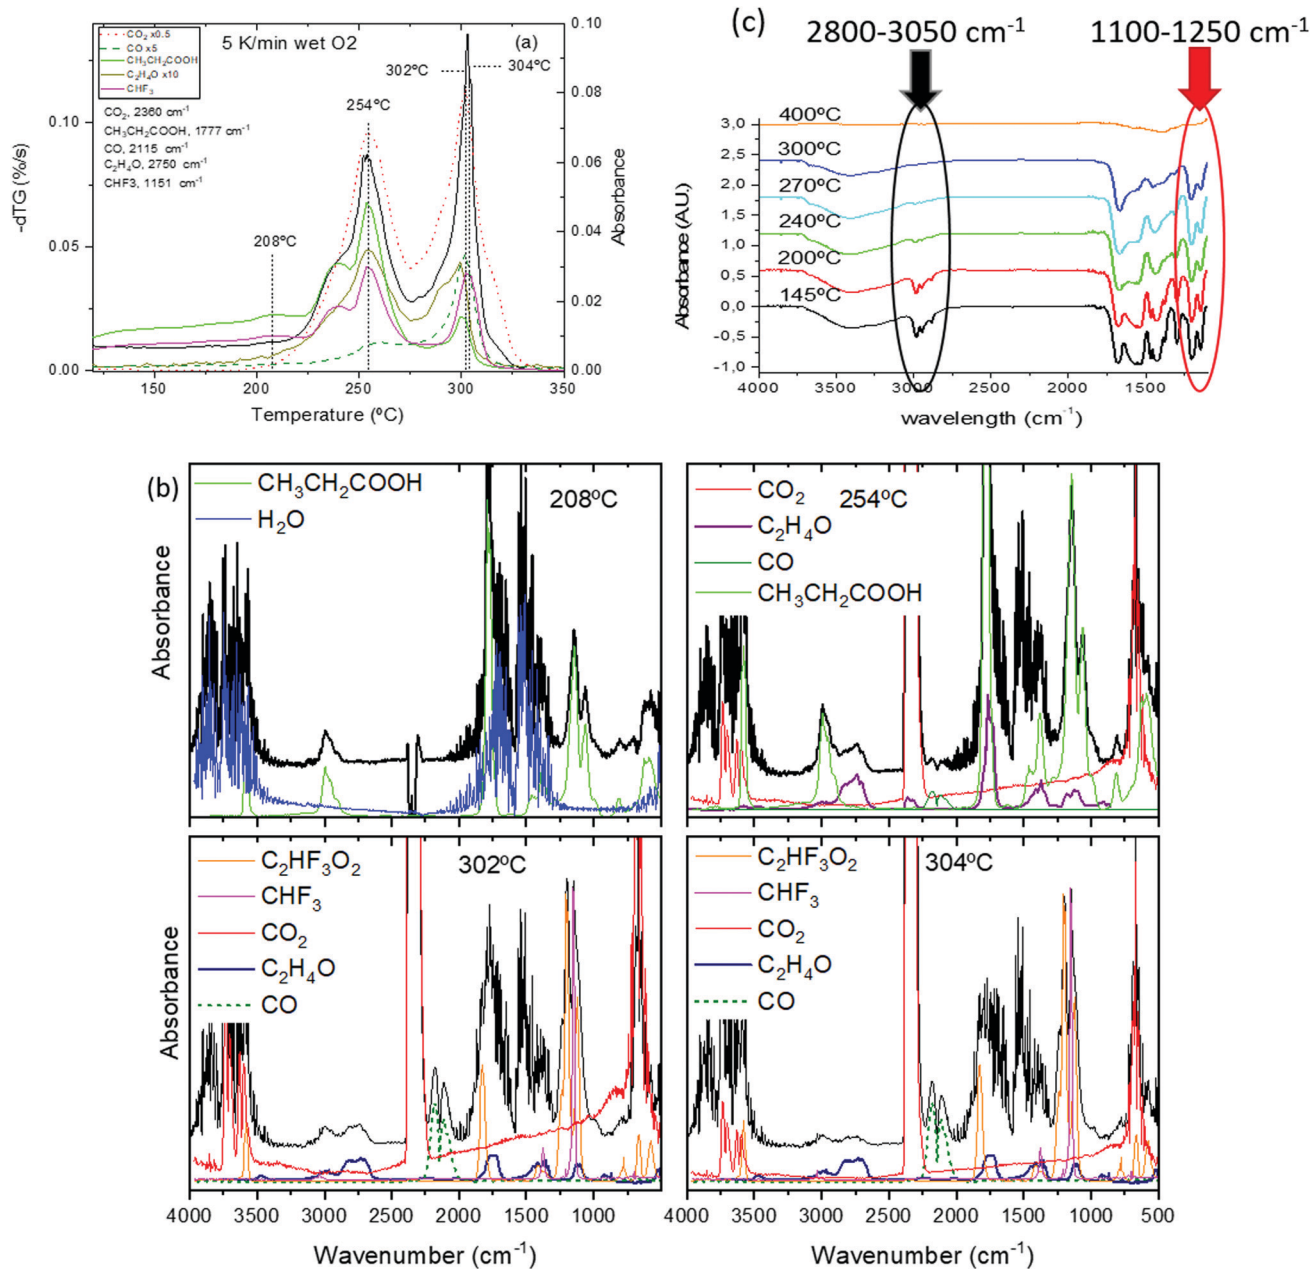 (a)
5 K/min wet O2
CO₂ x0.5
CO x5
CH₃CH₂COOH
C₂H₄O x10
CHF₃
CO₂, 2360 cm⁻¹
CH₃CH₂COOH, 1777 cm⁻¹
CO, 2115 cm⁻¹
C₂H₄O, 2750 cm⁻¹
CHF3, 1151 cm⁻¹
208ºC
254ºC
302ºC
304ºC
-dTG (%/s)
0.10
0.05
0.00
Absorbance
0.10
0.08
0.06
0.04
0.02
0.00
150
200
250
300
350
Temperature (ºC)
(c)
2800-3050 cm⁻¹
1100-1250 cm⁻¹
400ºC
300ºC
270ºC
240ºC
200ºC
145ºC
Absorbance (A.U.)
3,0
2,5
2,0
1,5
1,0
0,5
0,0
-0,5
-1,0
4000
3500
3000
2500
2000
1500
wavelength (cm⁻¹)
(b)
CH₃CH₂COOH
H₂O
208ºC
Absorbance
CO₂
C₂H₄O
CO
CH₃CH₂COOH
254ºC
C₂HF₃O₂
CHF₃
CO₂
C₂H₄O
CO
302ºC
Absorbance
4000 3500 3000 2500 2000 1500 1000
Wavenumber (cm⁻¹)
C₂HF₃O₂
CHF₃
CO₂
C₂H₄O
CO
304ºC
4000 3500 3000 2500 2000 1500 1000 500
Wavenumber (cm⁻¹)